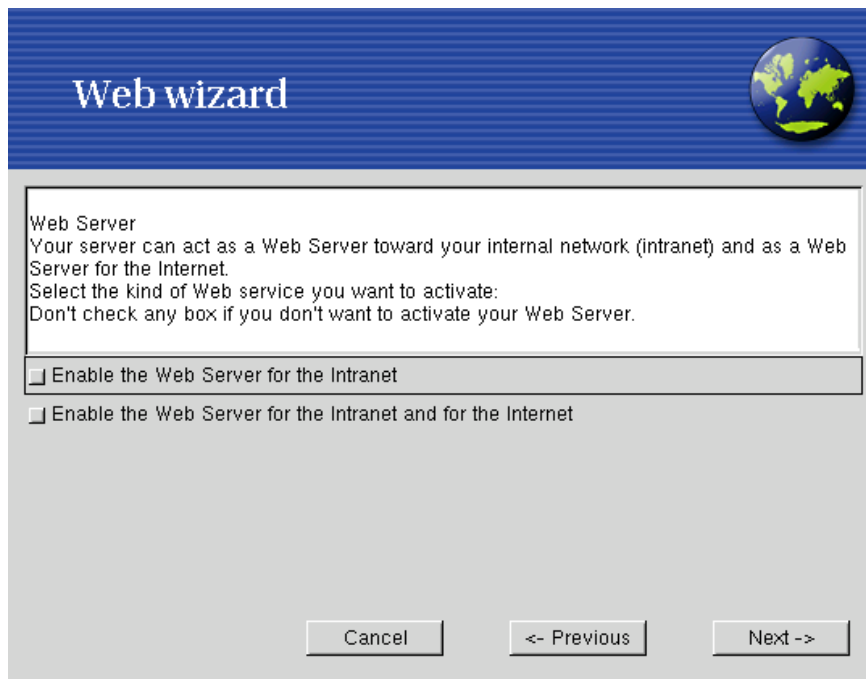 Web wizard
Web Server
Your server can act as a Web Server toward your internal network (intranet) and as a Web
Server for the Internet.
Select the kind of Web service you want to activate:
Don't check any box if you don't want to activate your Web Server.
Enable the Web Server for the Intranet
Enable the Web Server for the Intranet and for the Internet
Cancel
<- Previous
Next ->